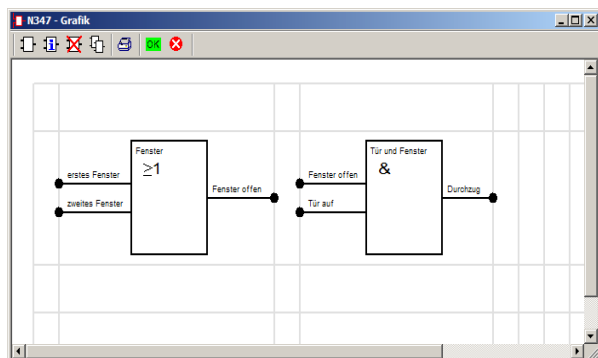 N347 - Grafik
OK
Fenster
≥1
erstes Fenster
zweites Fenster
Fenster offen
Tür und Fenster
&
Fenster offen
Tür auf
Durchzug